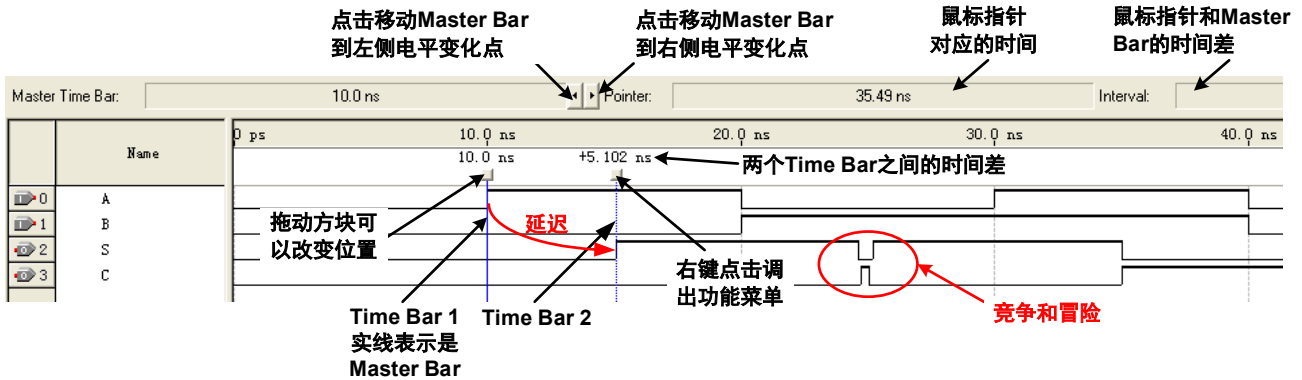 点击移动Master Bar
到左侧电平变化点
点击移动Master Bar
到右侧电平变化点
鼠标指针
对应的时间
鼠标指针和Master
Bar的时间差
Master Time Bar:
10.0 ns
Pointer:
35.49 ns
Interval:
Name
0 ps
10.0 ns
20.0 ns
30.0 ns
40.0 ns
10.0 ns
+5.102 ns
两个Time Bar之间的时间差
0
A
1
B
2
S
3
C
拖动方块可
以改变位置
延迟
右键点击调
出功能菜单
竞争和冒险
Time Bar 1
实线表示是
Master Bar
Time Bar 2